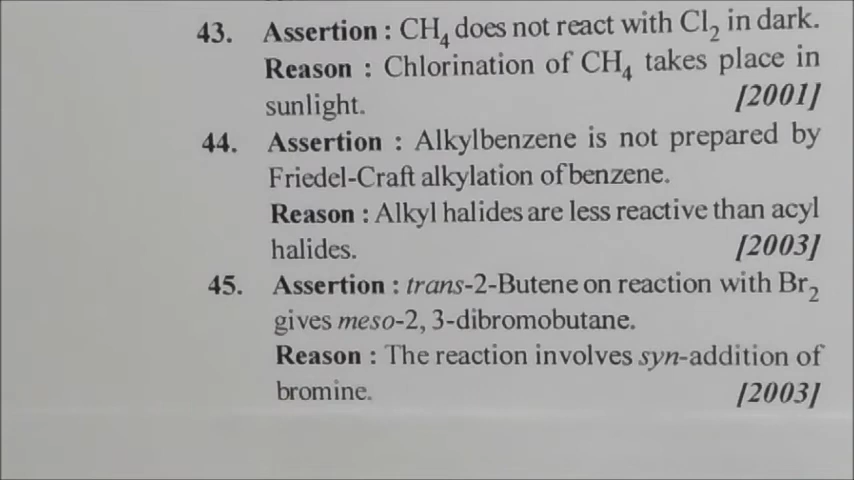 43. Assertion : CH₄ does not react with Cl₂ in dark.
Reason : Chlorination of CH₄ takes place in
sunlight. [2001]
44. Assertion : Alkylbenzene is not prepared by
Friedel-Craft alkylation of benzene.
Reason : Alkyl halides are less reactive than acyl
halides. [2003]
45. Assertion : trans-2-Butene on reaction with Br₂
gives meso-2, 3-dibromobutane.
Reason : The reaction involves syn-addition of
bromine. [2003]